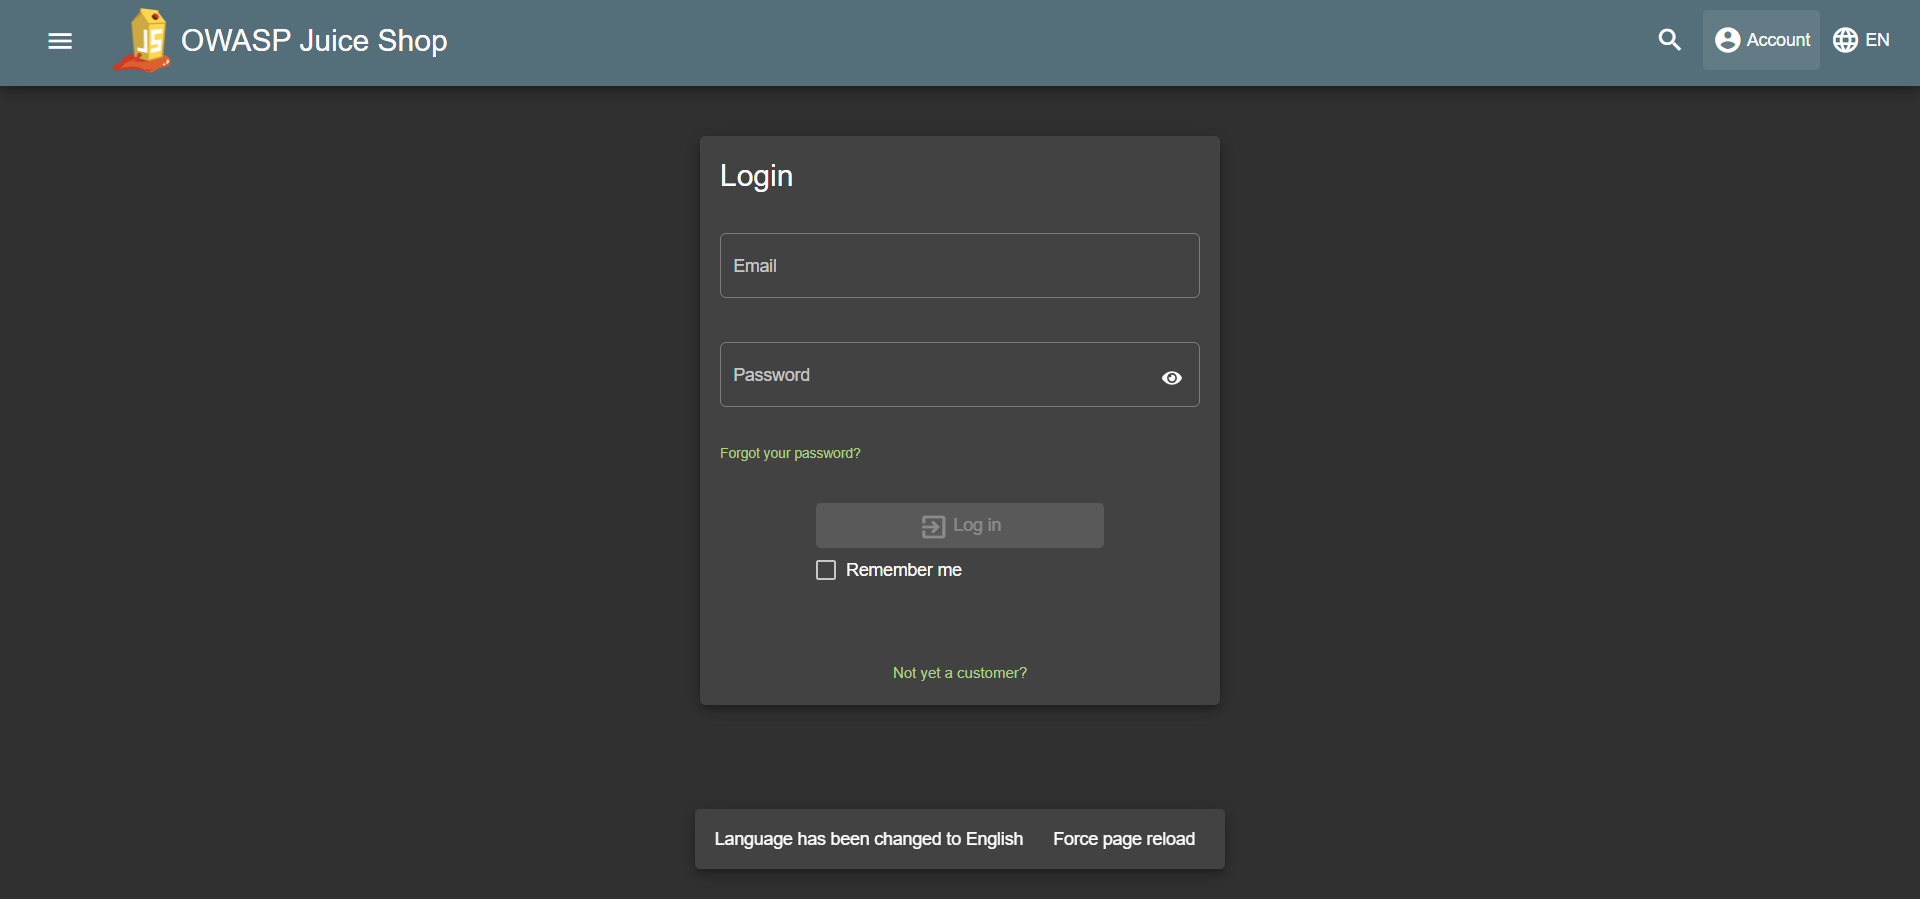 OWASP Juice Shop
Account
EN
Login
Email
Password
Forgot your password?
Log in
Remember me
Not yet a customer?
Language has been changed to English Force page reload